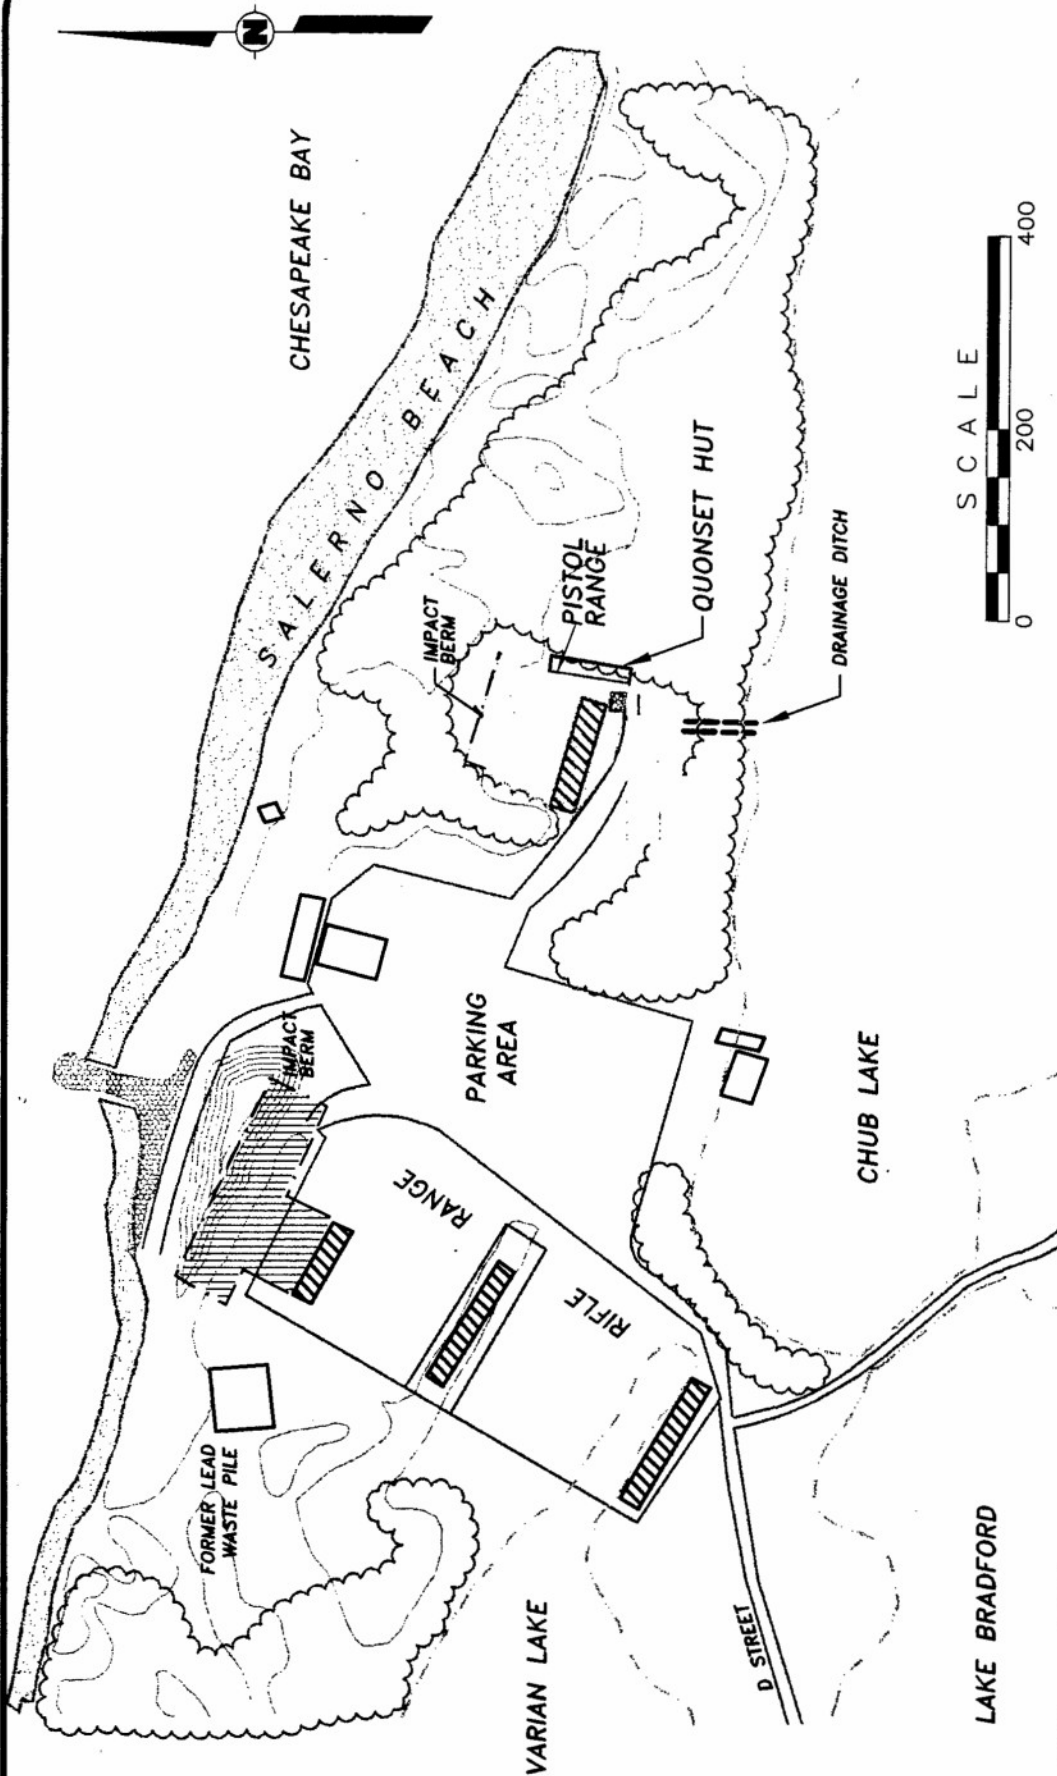 N
CHESAPEAKE BAY
SALERNO BEACH
IMPACT
BERM
PISTOL
RANGE
QUONSET HUT
DRAINAGE DITCH
IMPACT
BERM
PARKING
AREA
RIFLE RANGE
FORMER LEAD
WASTE PILE
CHUB LAKE
VARIAN LAKE
D STREET
LAKE BRADFORD
SCALE
0 200 400